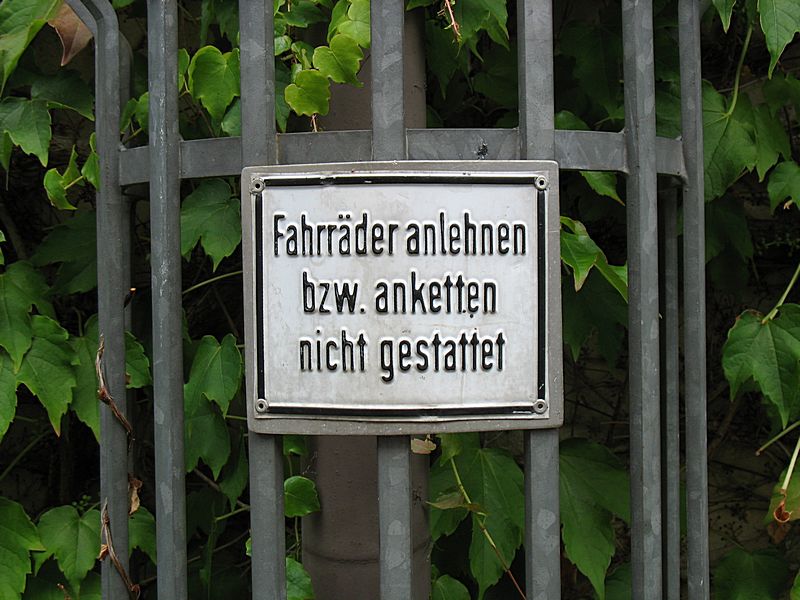 Fahrräder anlehnen
bzw. anketten
nicht gestattet